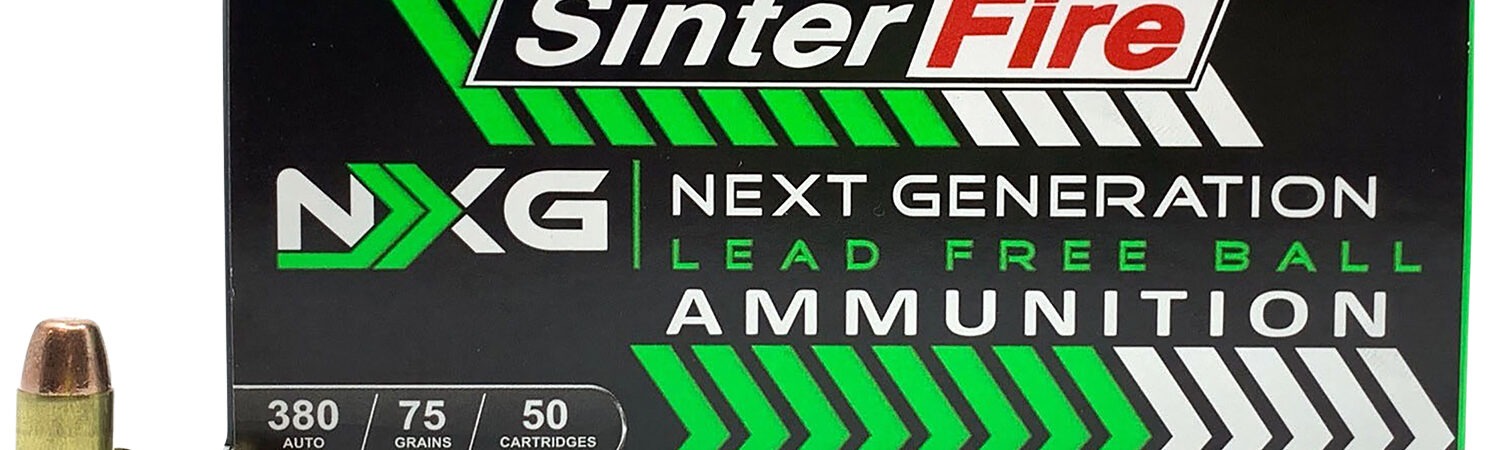 SinterFire
NXG
NEXT GENERATION
LEAD FREE BALL
AMMUNITION
380 75 50
AUTO GRAINS CARTRIDGES